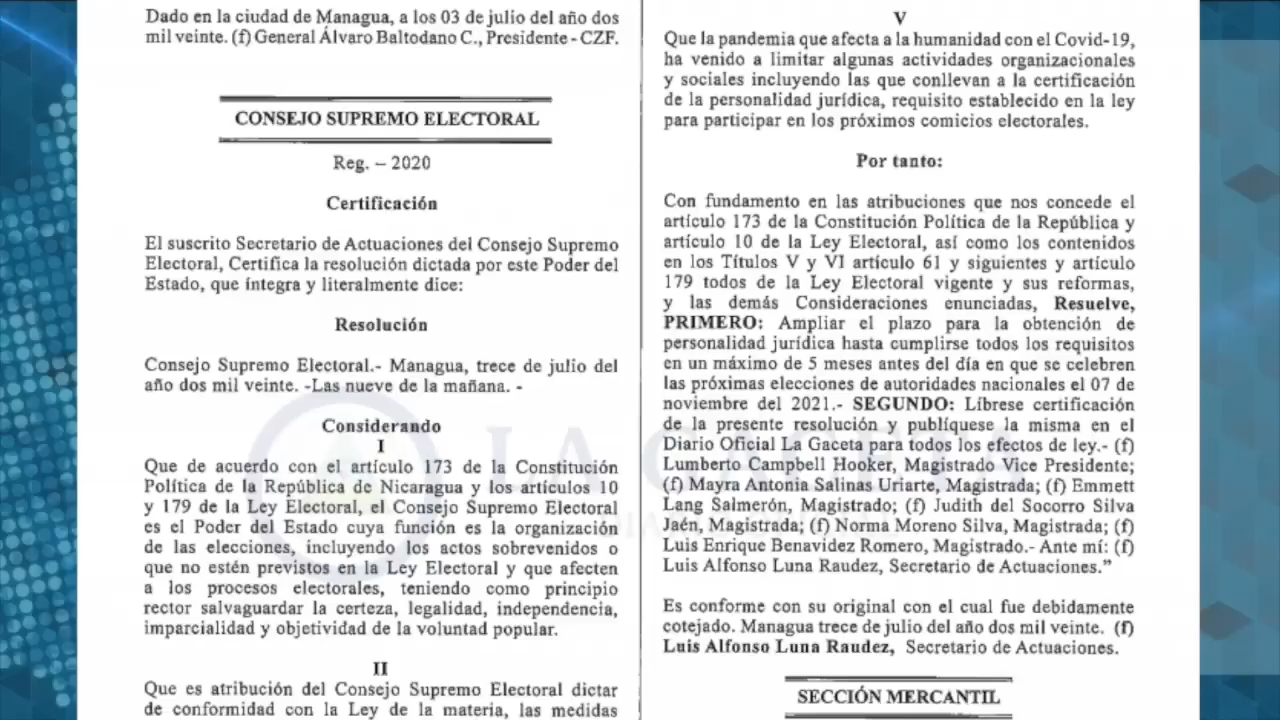 Dado en la ciudad de Managua, a los 03 de julio del año dos
mil veinte. (f) General Álvaro Baltodano C., Presidente - CZF.
CONSEJO SUPREMO ELECTORAL
Reg. – 2020
Certificación
El suscrito Secretario de Actuaciones del Consejo Supremo
Electoral, Certifica la resolución dictada por este Poder del
Estado, que íntegra y literalmente dice:
Resolución
Consejo Supremo Electoral.- Managua, trece de julio del
año dos mil veinte. -Las nueve de la mañana. -
Considerando
I
Que de acuerdo con el artículo 173 de la Constitución
Política de la República de Nicaragua y los artículos 10
y 179 de la Ley Electoral, el Consejo Supremo Electoral
es el Poder del Estado cuya función es la organización
de las elecciones, incluyendo los actos sobrevenidos o
que no estén previstos en la Ley Electoral y que afecten
a los procesos electorales, teniendo como principio
rector salvaguardar la certeza, legalidad, independencia,
imparcialidad y objetividad de la voluntad popular.
II
Que es atribución del Consejo Supremo Electoral dictar
de conformidad con la Ley de la materia, las medidas
V
Que la pandemia que afecta a la humanidad con el Covid-19,
ha venido a limitar algunas actividades organizacionales
y sociales incluyendo las que conllevan a la certificación
de la personalidad jurídica, requisito establecido en la ley
para participar en los próximos comicios electorales.
Por tanto:
Con fundamento en las atribuciones que nos concede el
artículo 173 de la Constitución Política de la República y
artículo 10 de la Ley Electoral, así como los contenidos
en los Títulos V y VI artículo 61 y siguientes y artículo
179 todos de la Ley Electoral vigente y sus reformas,
y las demás Consideraciones enunciadas, Resuelve,
PRIMERO: Ampliar el plazo para la obtención de
personalidad jurídica hasta cumplirse todos los requisitos
en un máximo de 5 meses antes del día en que se celebren
las próximas elecciones de autoridades nacionales el 07 de
noviembre del 2021.- SEGUNDO: Líbrese certificación
de la presente resolución y publíquese la misma en el
Diario Oficial La Gaceta para todos los efectos de ley.- (f)
Lumberto Campbell Hooker, Magistrado Vice Presidente;
(f) Mayra Antonia Salinas Uriarte, Magistrada; (f) Emmett
Lang Salmerón, Magistrado; (f) Judith del Socorro Silva
Jaén, Magistrada; (f) Norma Moreno Silva, Magistrada; (f)
Luis Enrique Benavidez Romero, Magistrado.- Ante mí: (f)
Luis Alfonso Luna Raudez, Secretario de Actuaciones.”
Es conforme con su original con el cual fue debidamente
cotejado. Managua trece de julio del año dos mil veinte. (f)
Luis Alfonso Luna Raudez, Secretario de Actuaciones.
SECCIÓN MERCANTIL